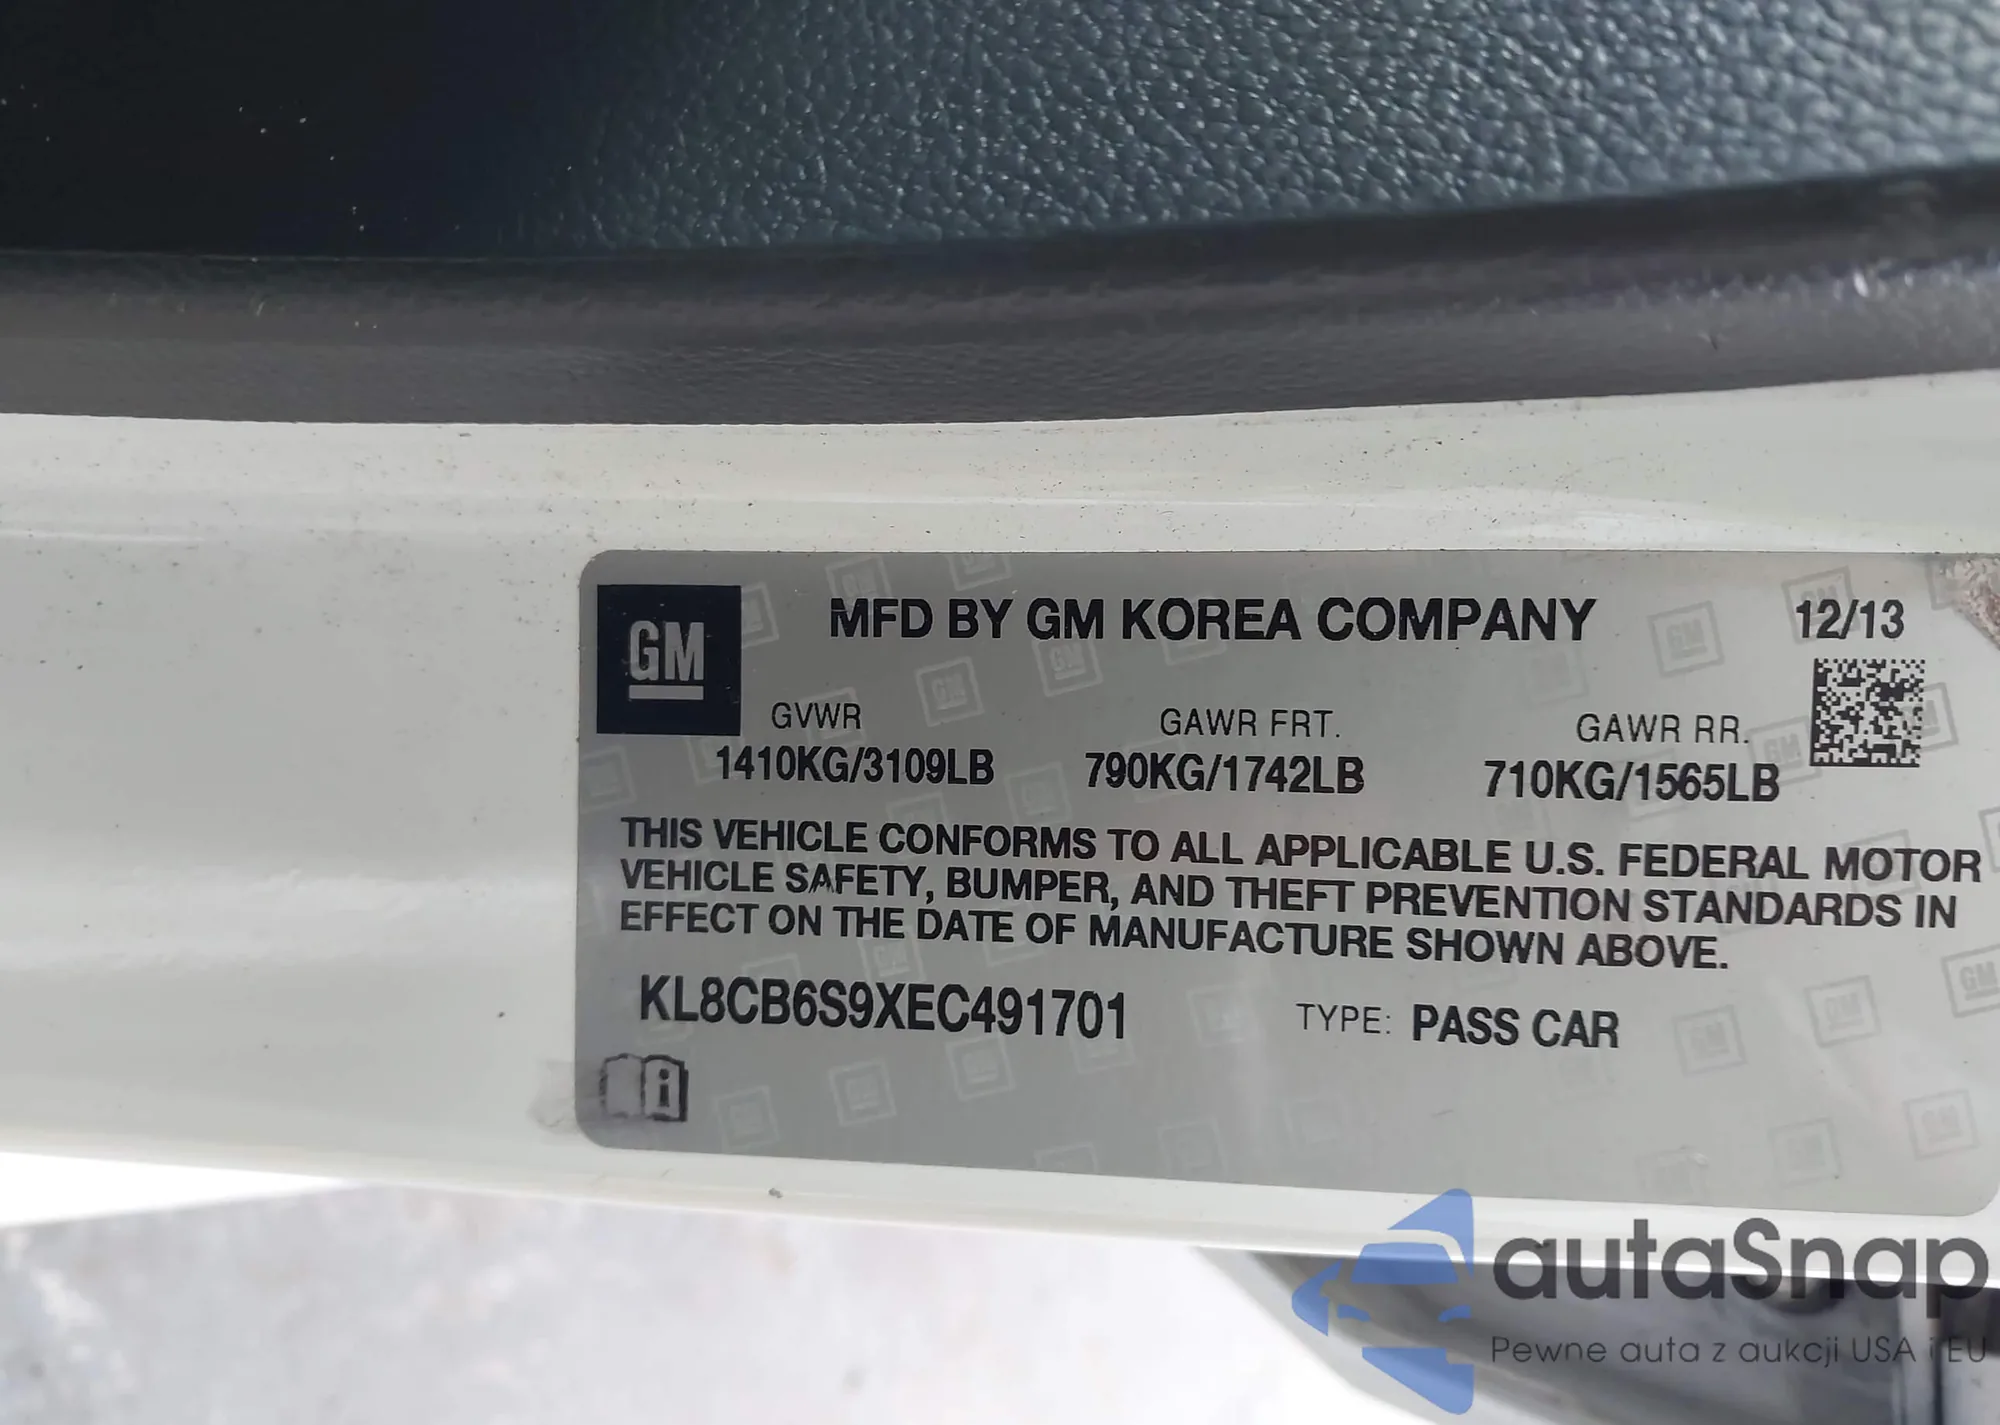 GM
MFD BY GM KOREA COMPANY 12/13
GVWR GAWR FRT. GAWR RR.
1410KG/3109LB 790KG/1742LB 710KG/1565LB
THIS VEHICLE CONFORMS TO ALL APPLICABLE U.S. FEDERAL MOTOR
VEHICLE SAFETY, BUMPER, AND THEFT PREVENTION STANDARDS IN
EFFECT ON THE DATE OF MANUFACTURE SHOWN ABOVE.
KL8CB6S9XEC491701 TYPE: PASS CAR
autaSnap
Pewne auta z aukcji USA i EU